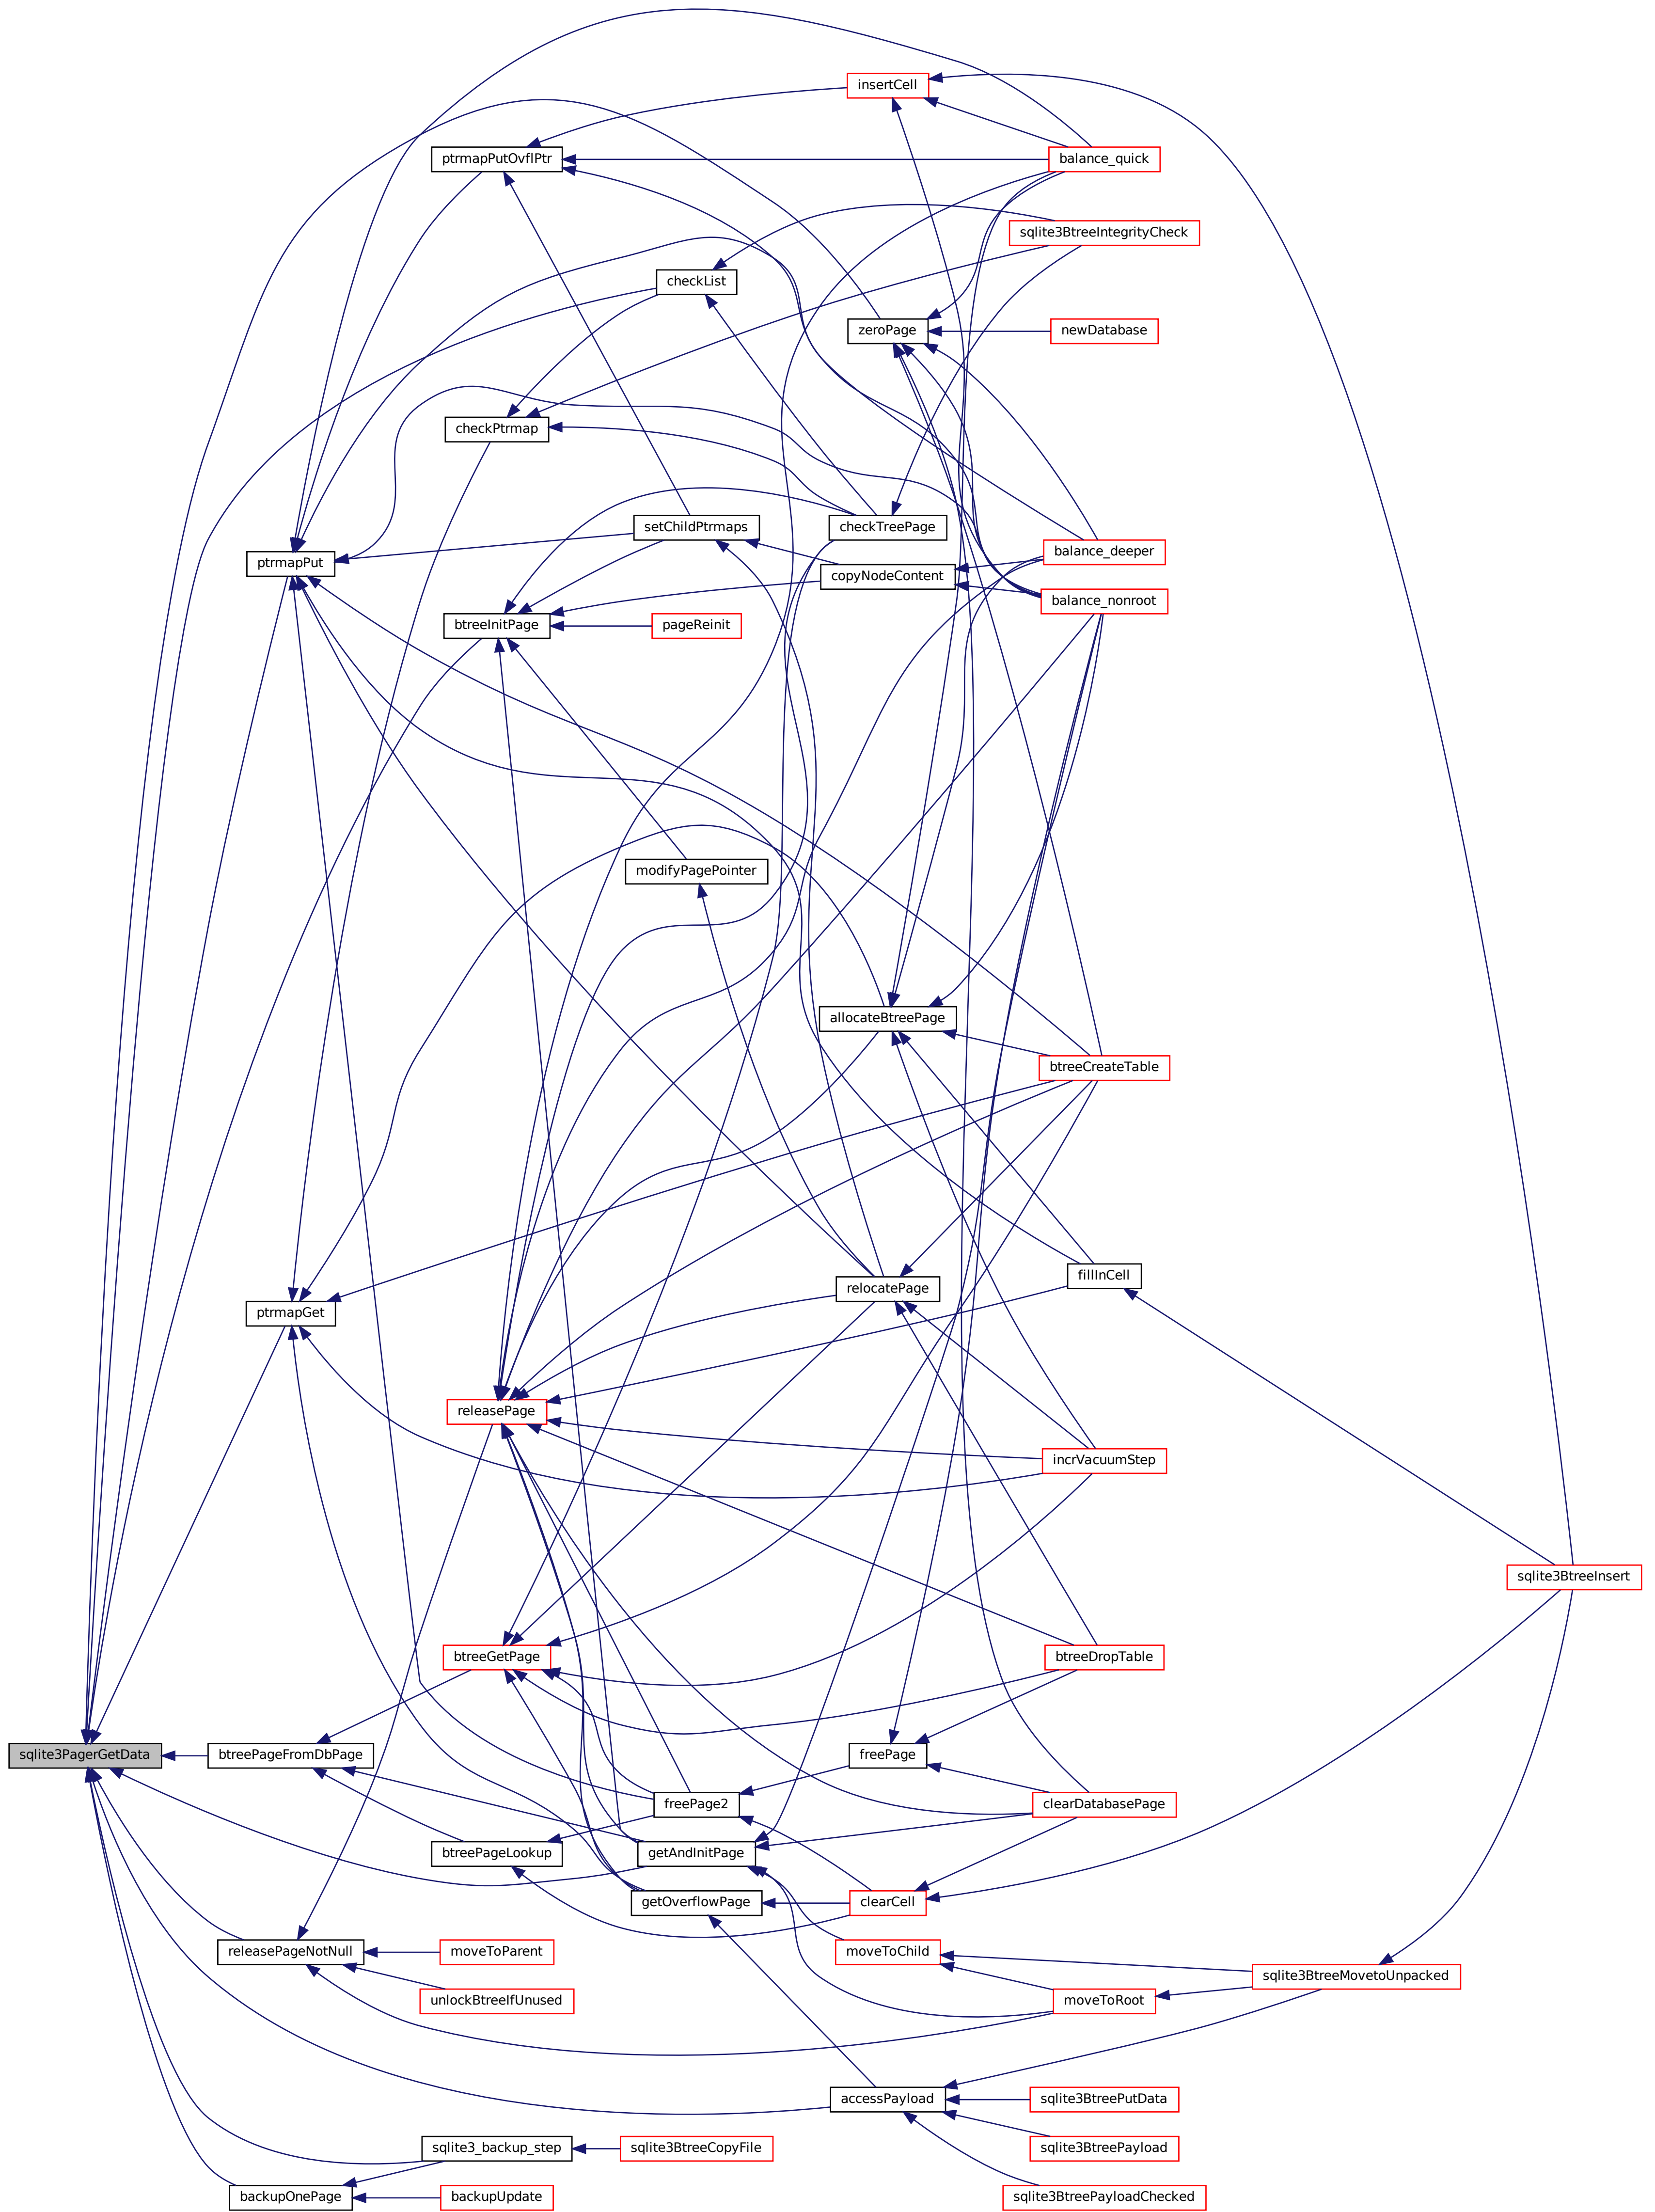 insertCell
ptrmapPutOvflPtr
balance_quick
sqlite3BtreeIntegrityCheck
checkList
zeroPage
newDatabase
checkPtrmap
setChildPtrmaps
checkTreePage
balance_deeper
ptrmapPut
copyNodeContent
balance_nonroot
btreeInitPage
pageReinit
modifyPagePointer
allocateBtreePage
btreeCreateTable
fillInCell
relocatePage
ptrmapGet
releasePage
incrVacuumStep
sqlite3BtreeInsert
btreeGetPage
btreeDropTable
sqlite3PagerGetData
btreePageFromDbPage
freePage
freePage2
clearDatabasePage
btreePageLookup
getAndInitPage
getOverflowPage
clearCell
releasePageNotNull
moveToParent
moveToChild
sqlite3BtreeMovetoUnpacked
unlockBtreeIfUnused
moveToRoot
accessPayload
sqlite3BtreePutData
sqlite3_backup_step
sqlite3BtreeCopyFile
sqlite3BtreePayload
backupOnePage
backupUpdate
sqlite3BtreePayloadChecked